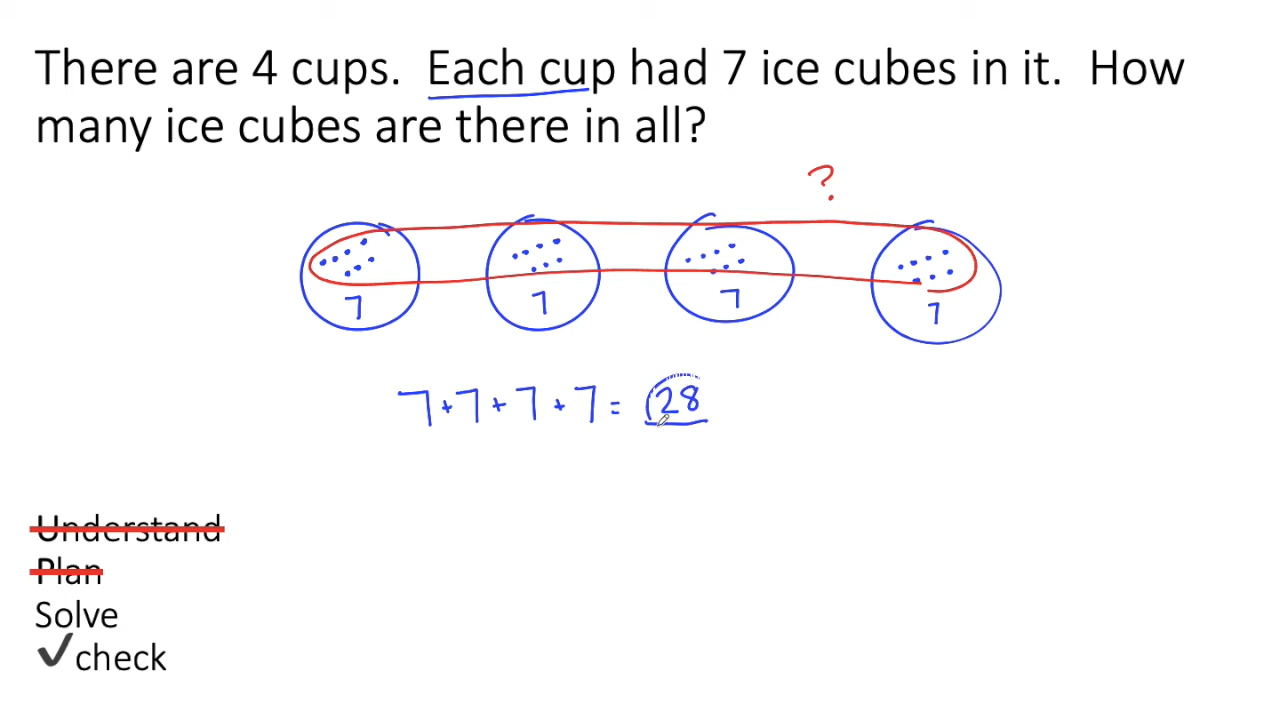 There are 4 cups. Each cup had 7 ice cubes in it. How
many ice cubes are there in all?
?
7 7 7 7
7+7+7+7=28
Understand
Plan
Solve
✓check